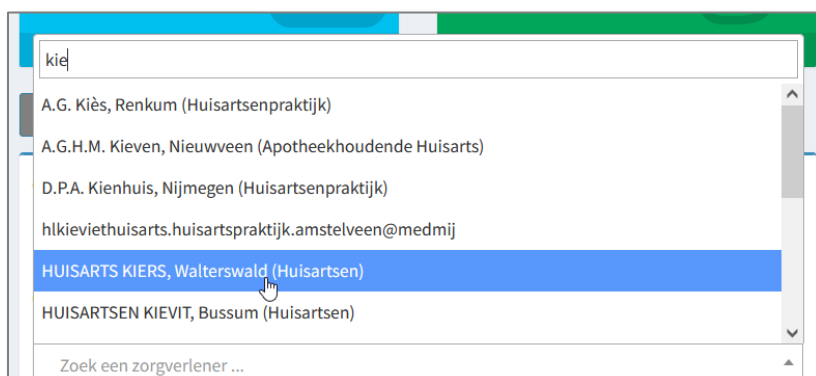 kie
A.G. Kiès, Renkum (Huisartsenpraktijk)
A.G.H.M. Kieven, Nieuwveen (Apotheekhoudende Huisarts)
D.P.A. Kienhuis, Nijmegen (Huisartsenpraktijk)
hlkieviethuisarts.huisartspraktijk.amstelveen@medmij
HUISARTS KIERS, Walterswald (Huisartsen)
HUISARTSEN KIEVIT, Bussum (Huisartsen)
Zoek een zorgverlener ...